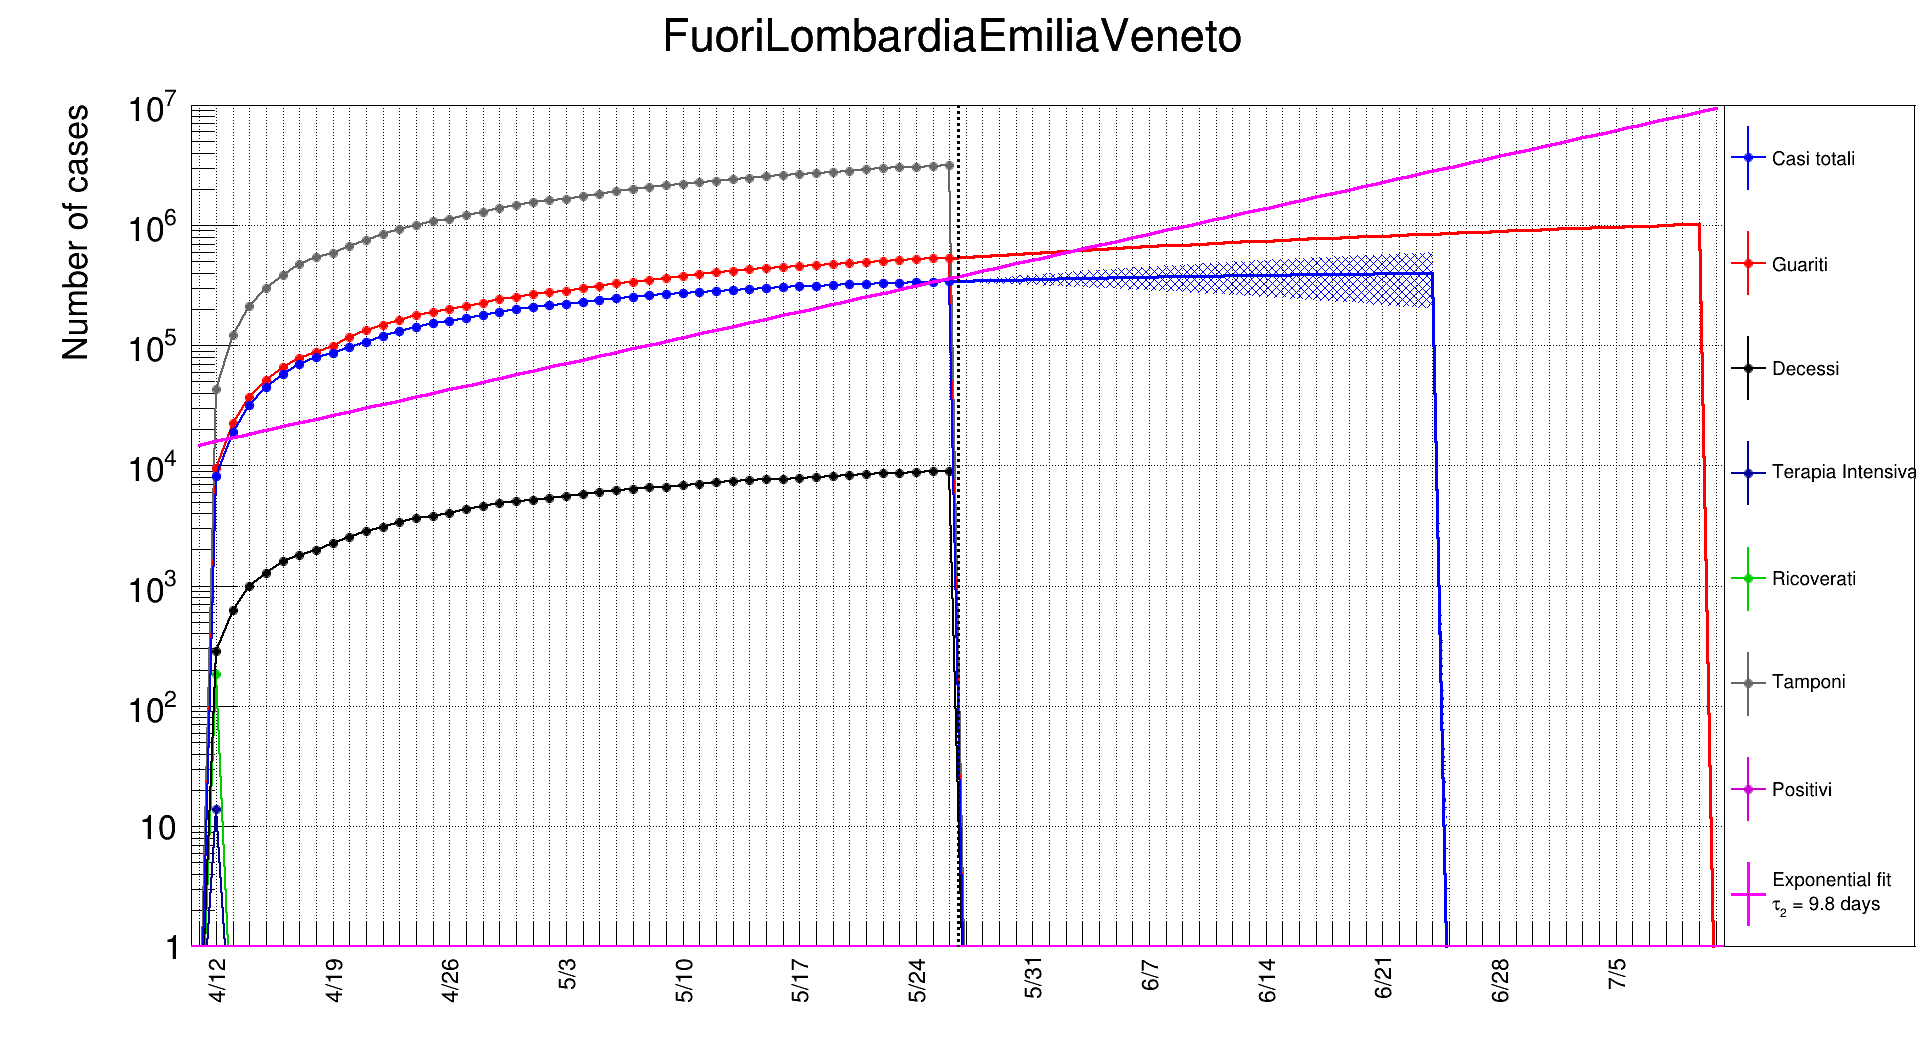 FuoriLombardiaEmiliaVeneto
Number of cases
10^7
10^6
10^5
10^4
10^3
10^2
10
1
4/12
4/19
4/26
5/3
5/10
5/17
5/24
5/31
6/7
6/14
6/21
6/28
7/5
Casi totali
Guariti
Decessi
Terapia Intensiva
Ricoverati
Tamponi
Positivi
Exponential fit
τ₂ = 9.8 days